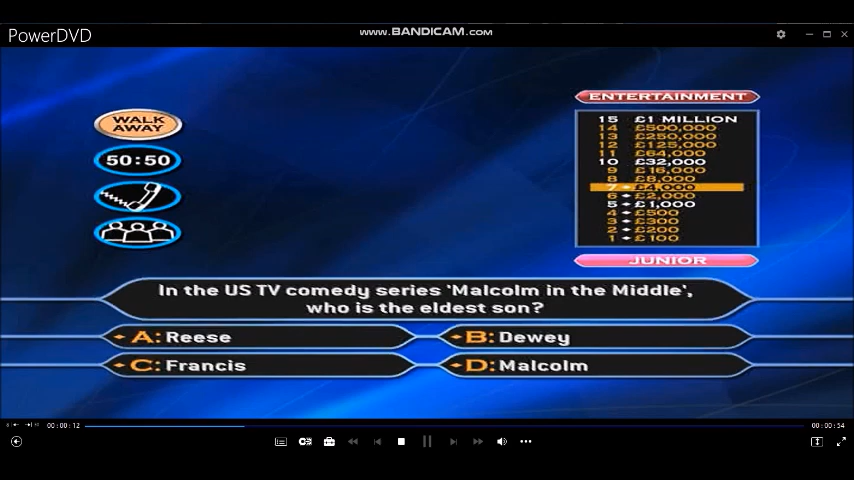 PowerDVD
www.BANDICAM.com
ENTERTAINMENT
WALK
AWAY
50:50
15 £1 MILLION
14 £500,000
13 £250,000
12 £125,000
11 £64,000
10 £32,000
9 £16,000
8 £8,000
7 £4,000
6 £2,000
5 £1,000
4 £500
3 £300
2 £200
1 £100
JUNIOR
In the US TV comedy series 'Malcolm in the Middle',
who is the eldest son?
A: Reese
B: Dewey
C: Francis
D: Malcolm
00:00:12
00:00:54